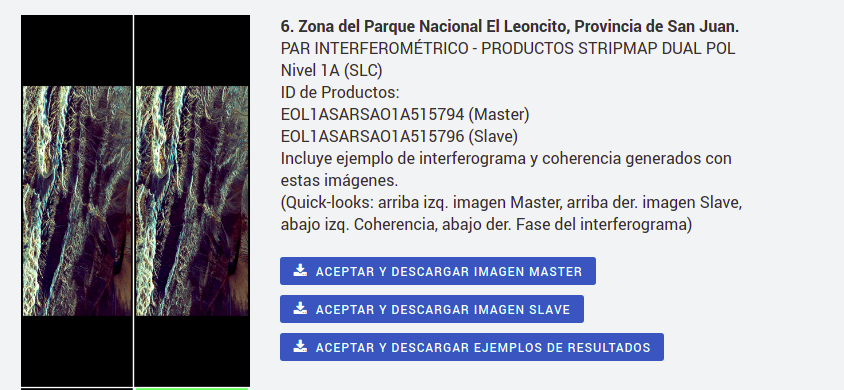 6. Zona del Parque Nacional El Leoncito, Provincia de San Juan.
PAR INTERFEROMÉTRICO - PRODUCTOS STRIPMAP DUAL POL
Nivel 1A (SLC)
ID de Productos:
EOL1ASARSAO1A515794 (Master)
EOL1ASARSAO1A515796 (Slave)
Incluye ejemplo de interferograma y coherencia generados con
estas imágenes.
(Quick-looks: arriba izq. imagen Master, arriba der. imagen Slave,
abajo izq. Coherencia, abajo der. Fase del interferograma)
ACEPTAR Y DESCARGAR IMAGEN MASTER
ACEPTAR Y DESCARGAR IMAGEN SLAVE
ACEPTAR Y DESCARGAR EJEMPLOS DE RESULTADOS